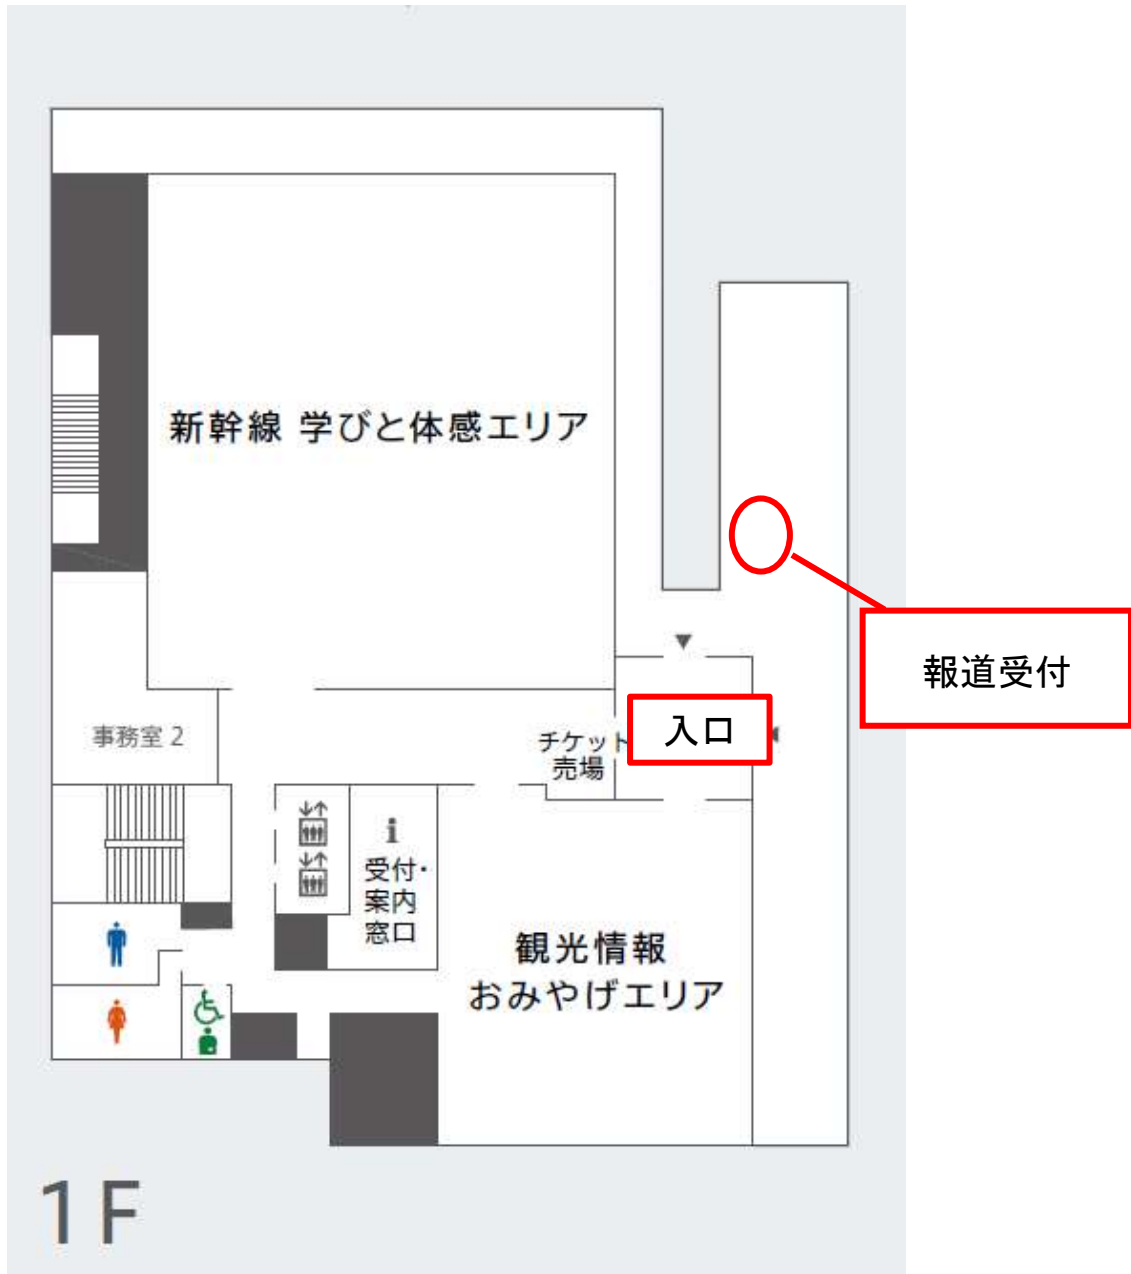 新幹線 学びと体感エリア
報道受付
入口
事務室 2
チケット
売場
i
受付・
案内
窓口
観光情報
おみやげエリア
1F